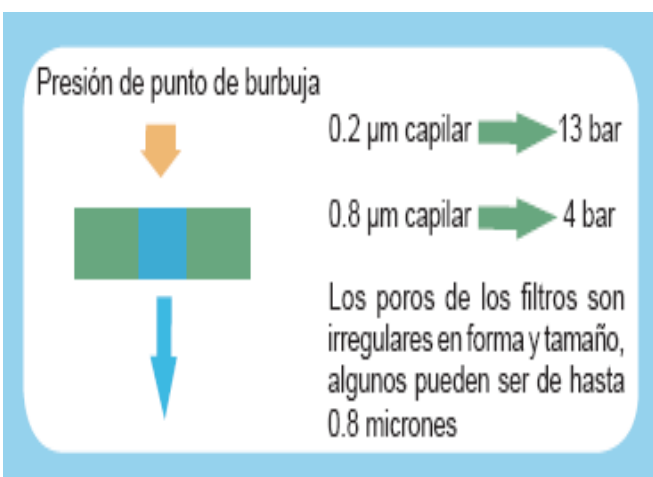 Presión de punto de burbuja
0.2 µm capilar 13 bar
0.8 µm capilar 4 bar
Los poros de los filtros son
irregulares en forma y tamaño,
algunos pueden ser de hasta
0.8 micrones